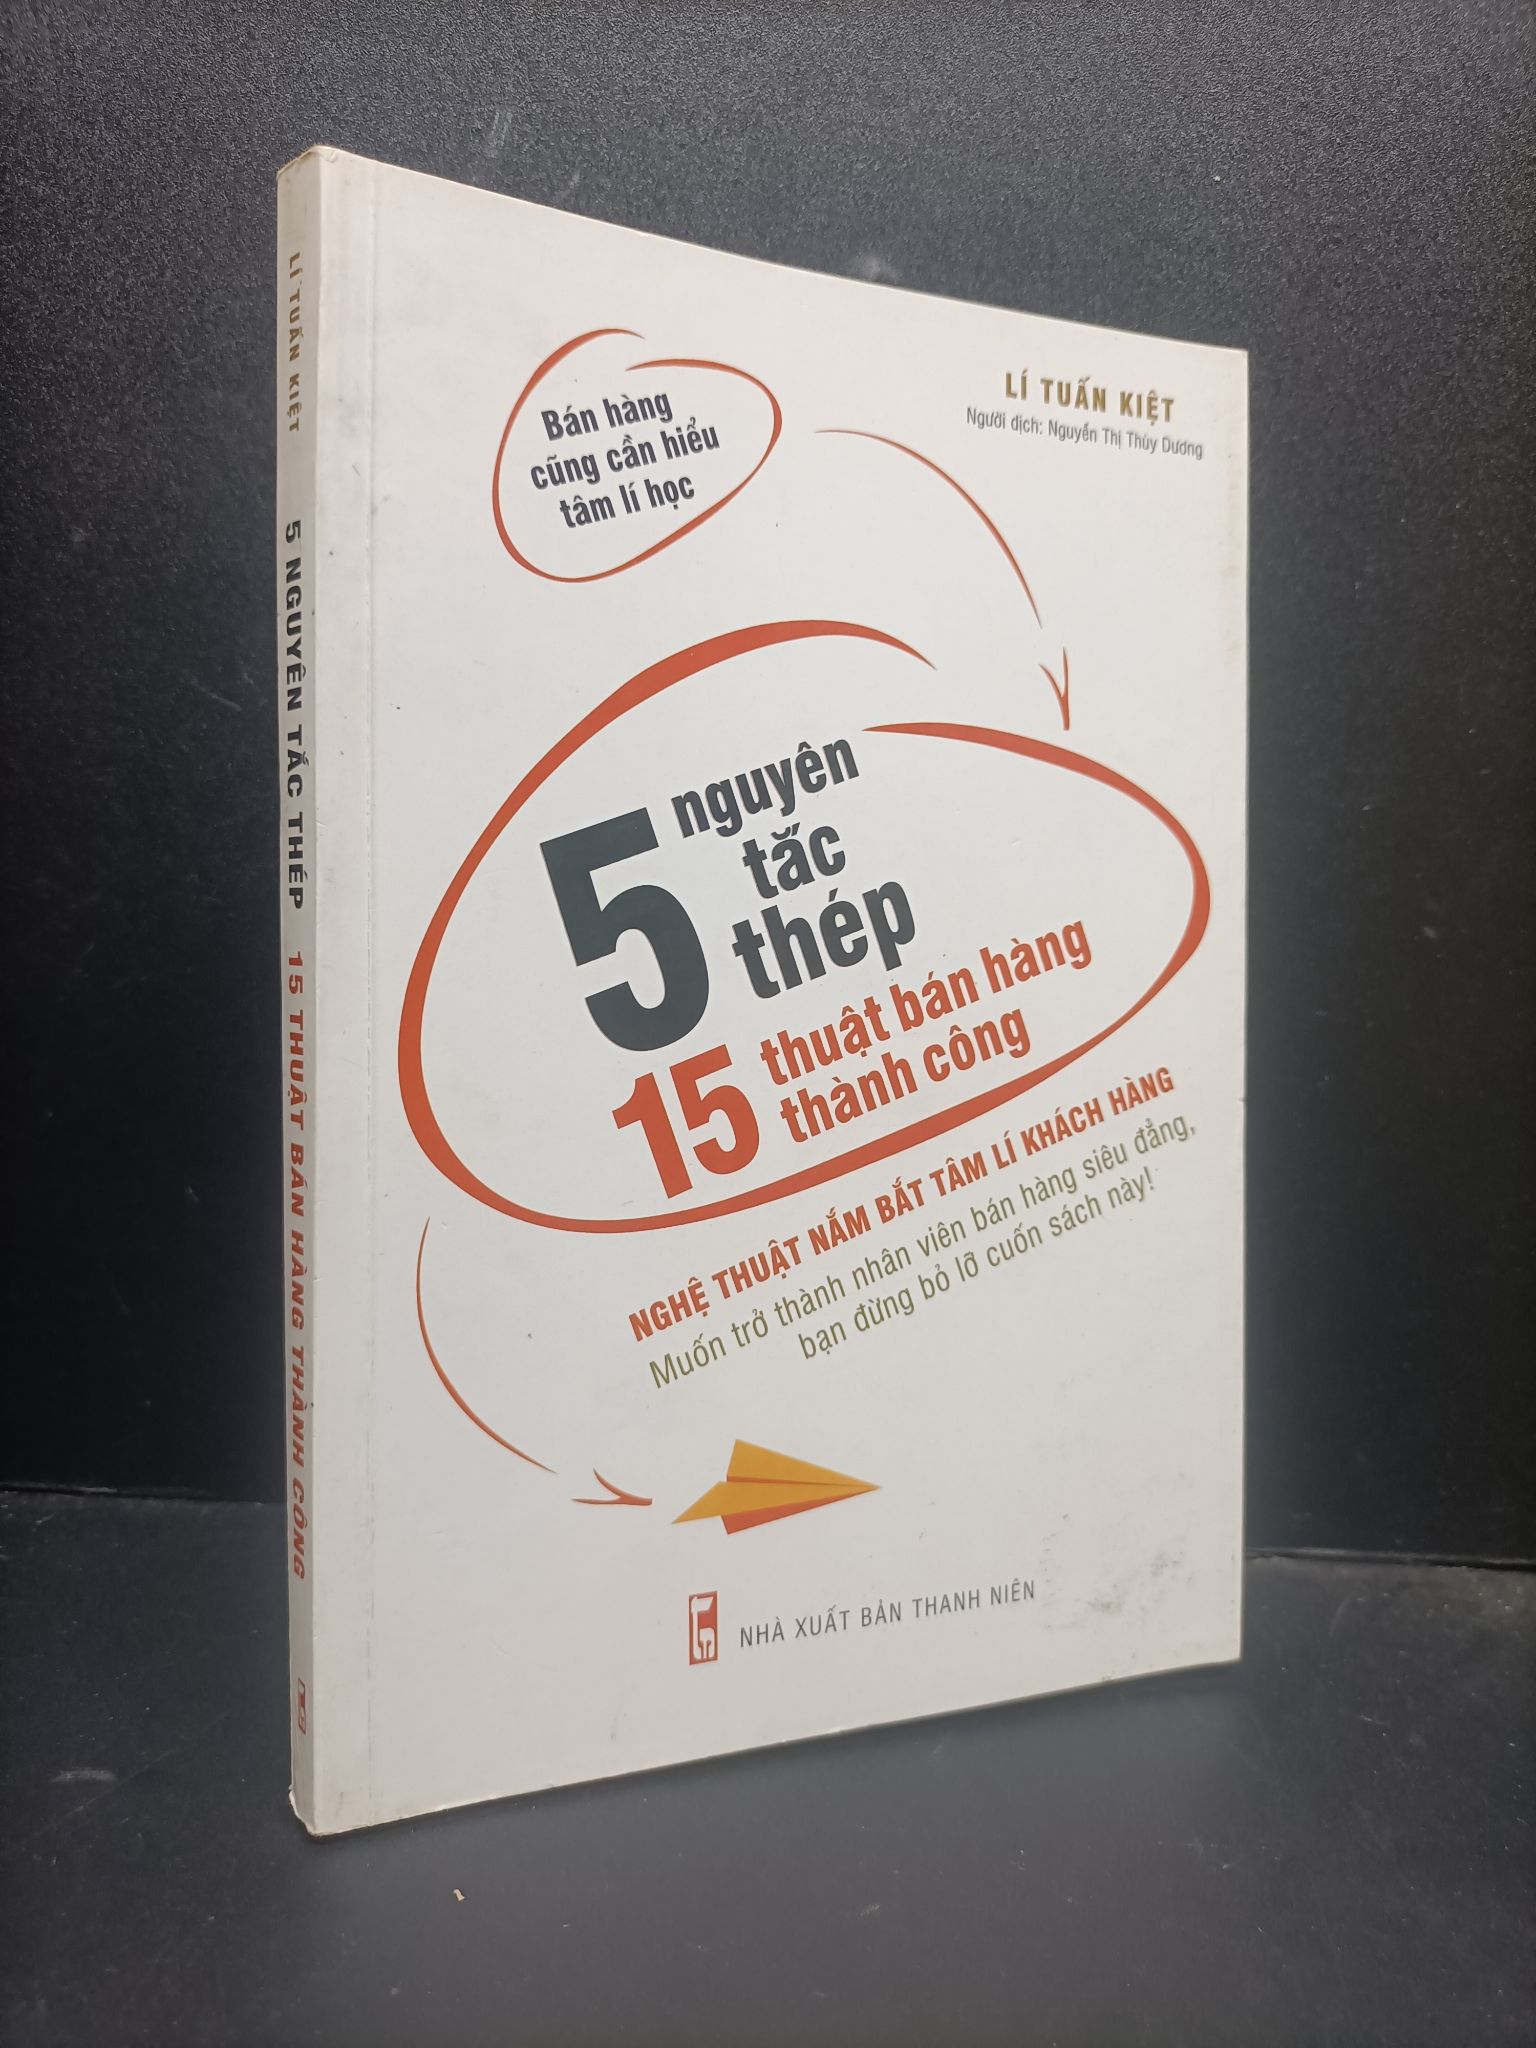 LÍ TUẤN KIỆT
5 NGUYÊN TẮC THÉP
15 THUẬT BÁN HÀNG THÀNH CÔNG
LÍ TUẤN KIỆT
Người dịch: Nguyễn Thị Thùy Dương
Bán hàng
cũng cần hiểu
tâm lí học
5 nguyên
tắc
thép
15 thuật bán hàng
thành công
NGHỆ THUẬT NẮM BẮT TÂM LÍ KHÁCH HÀNG
Muốn trở thành nhân viên bán hàng siêu đẳng,
bạn đừng bỏ lỡ cuốn sách này!
NHÀ XUẤT BẢN THANH NIÊN